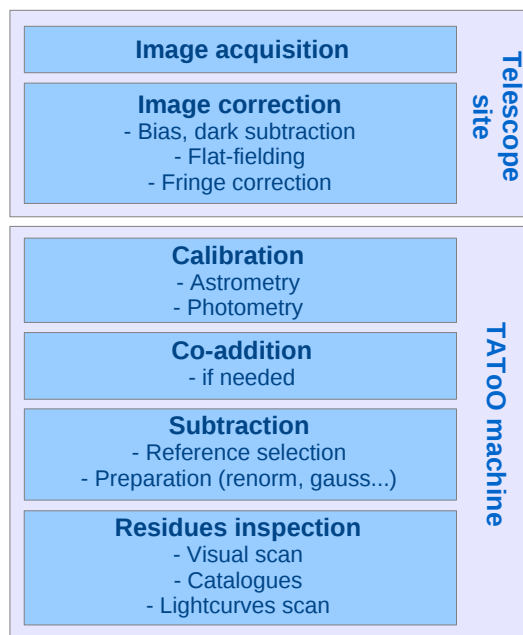 Image acquisition
Image correction
- Bias, dark subtraction
- Flat-fielding
- Fringe correction
Telescope
site
Calibration
- Astrometry
- Photometry
Co-addition
- if needed
Subtraction
- Reference selection
- Preparation (renorm, gauss...)
Residues inspection
- Visual scan
- Catalogues
- Lightcurves scan
TAToO machine